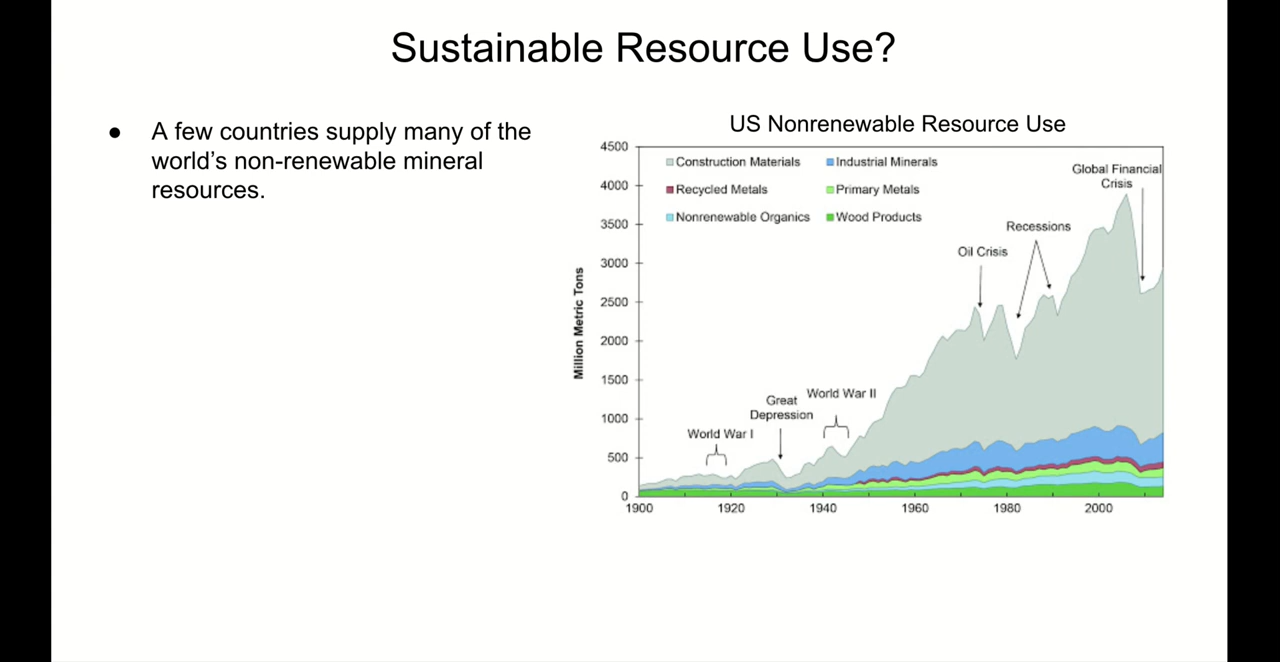 Sustainable Resource Use?
● A few countries supply many of the
world’s non-renewable mineral
resources.
US Nonrenewable Resource Use
4500
4000
3500
3000
2500
2000
1500
1000
500
0
Million Metric Tons
Construction Materials
Industrial Minerals
Recycled Metals
Primary Metals
Nonrenewable Organics
Wood Products
Global Financial
Crisis
Recessions
Oil Crisis
World War II
Great
Depression
World War I
1900
1920
1940
1960
1980
2000